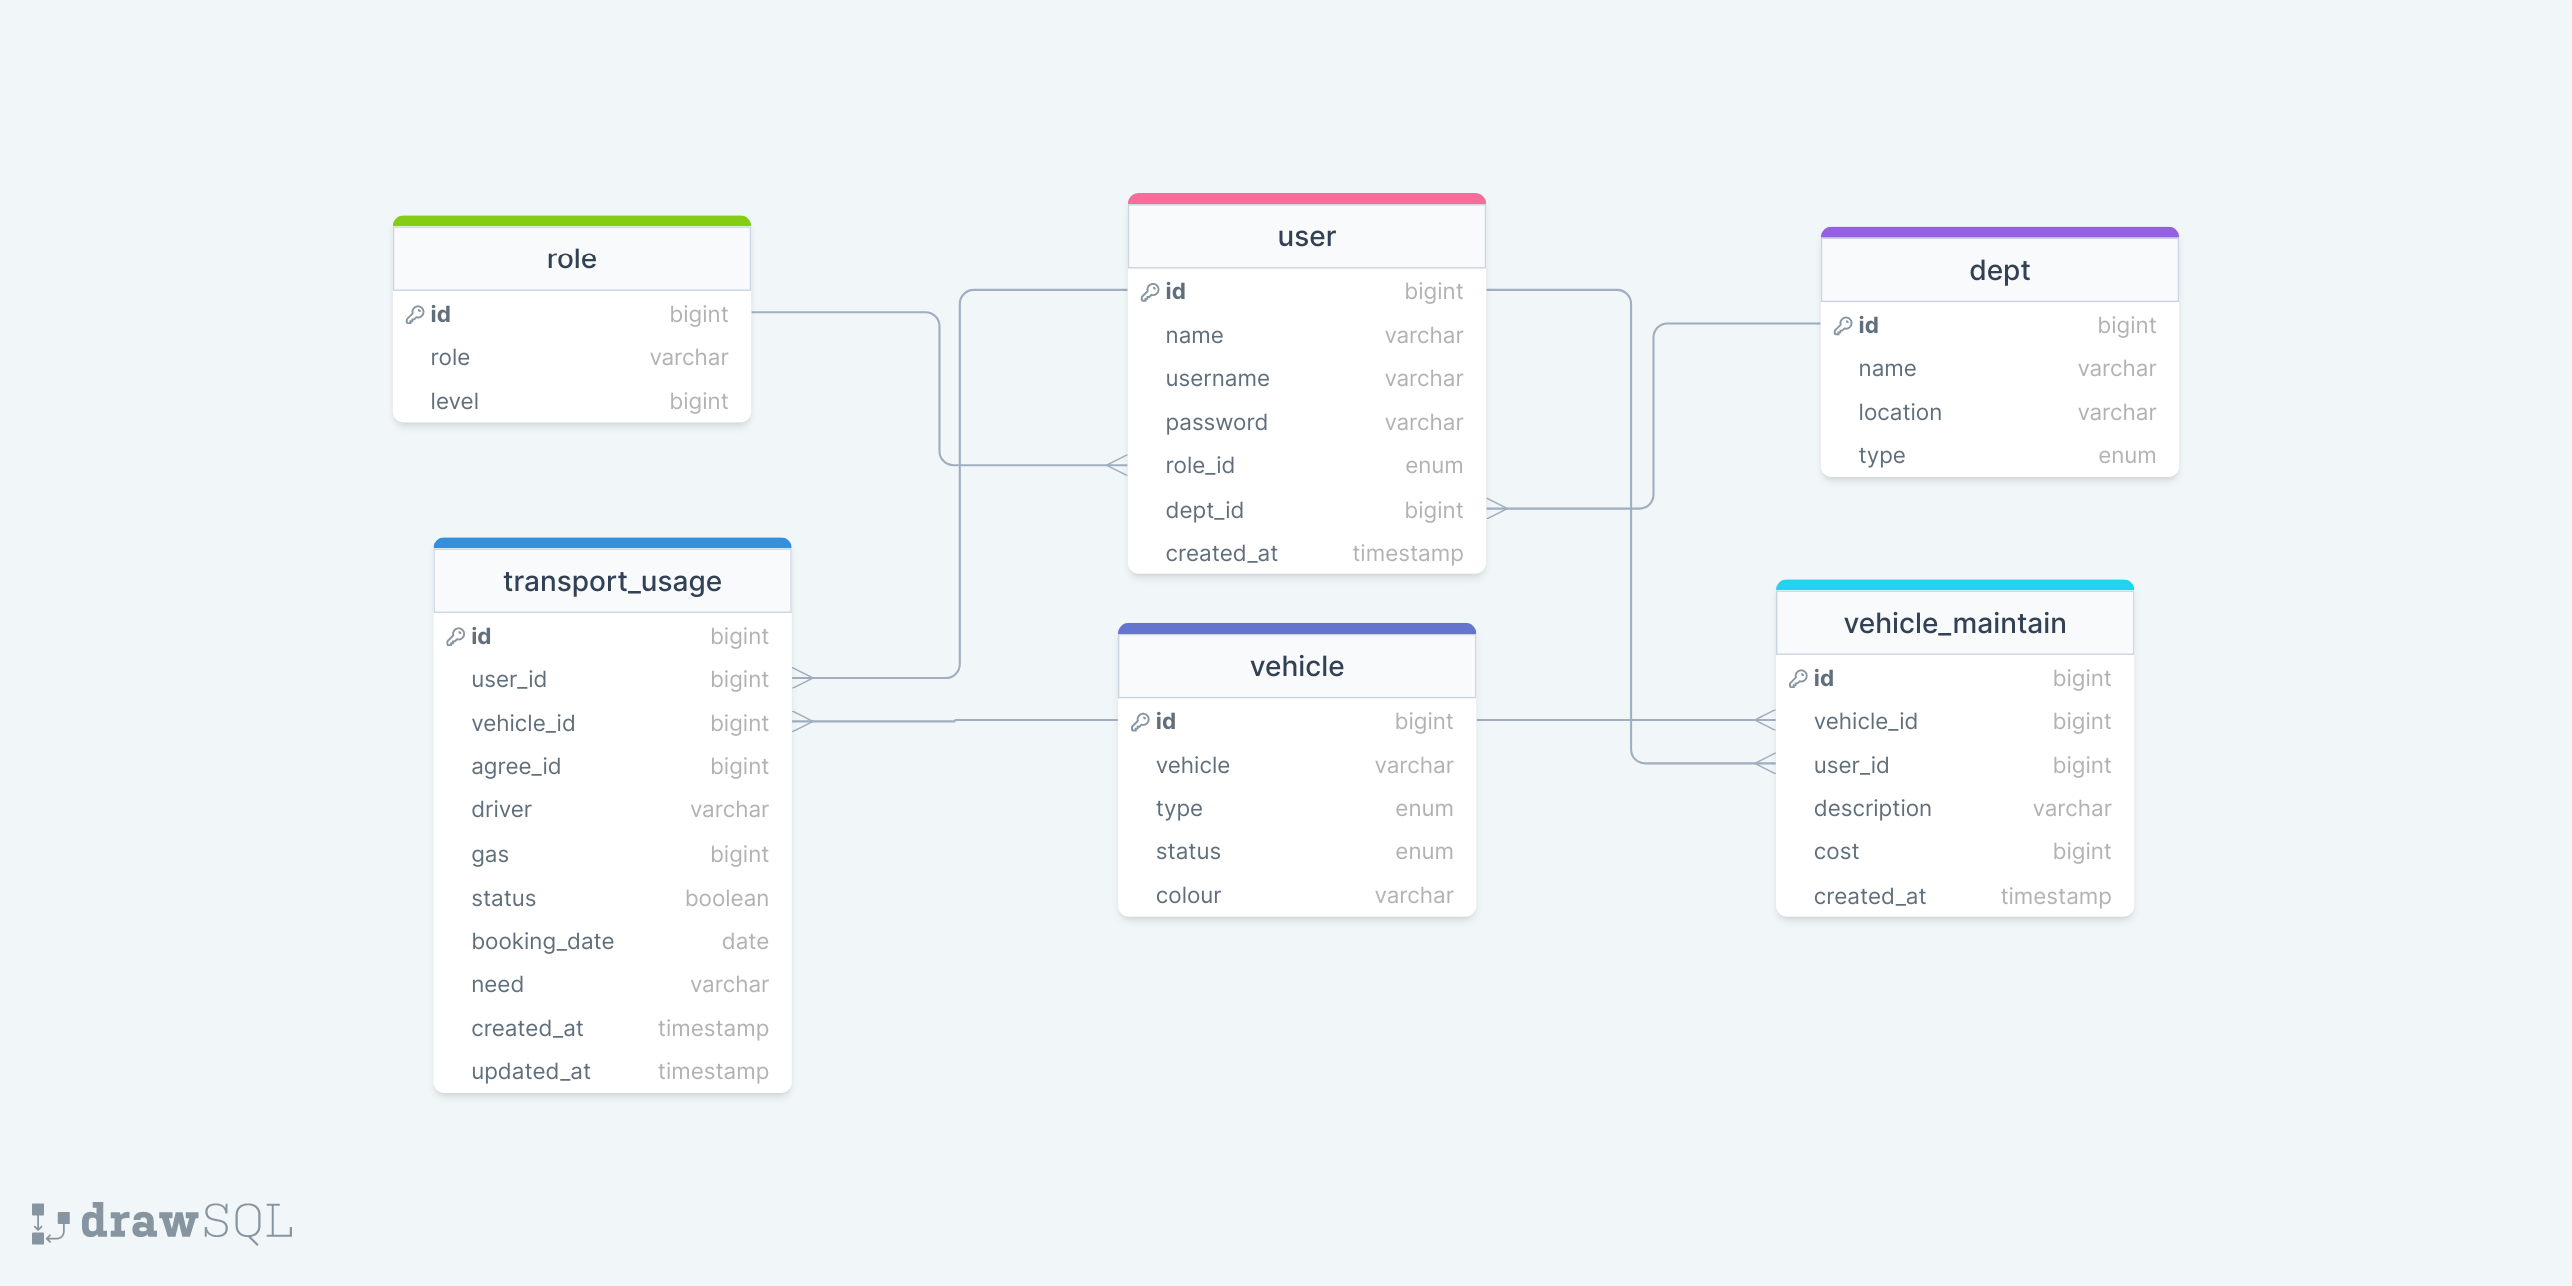 role
id bigint
role varchar
level bigint
user
id bigint
name varchar
username varchar
password varchar
role_id enum
dept_id bigint
created_at timestamp
dept
id bigint
name varchar
location varchar
type enum
transport_usage
id bigint
user_id bigint
vehicle_id bigint
agree_id bigint
driver varchar
gas bigint
status boolean
booking_date date
need varchar
created_at timestamp
updated_at timestamp
vehicle
id bigint
vehicle varchar
type enum
status enum
colour varchar
vehicle_maintain
id bigint
vehicle_id bigint
user_id bigint
description varchar
cost bigint
created_at timestamp
drawSQL